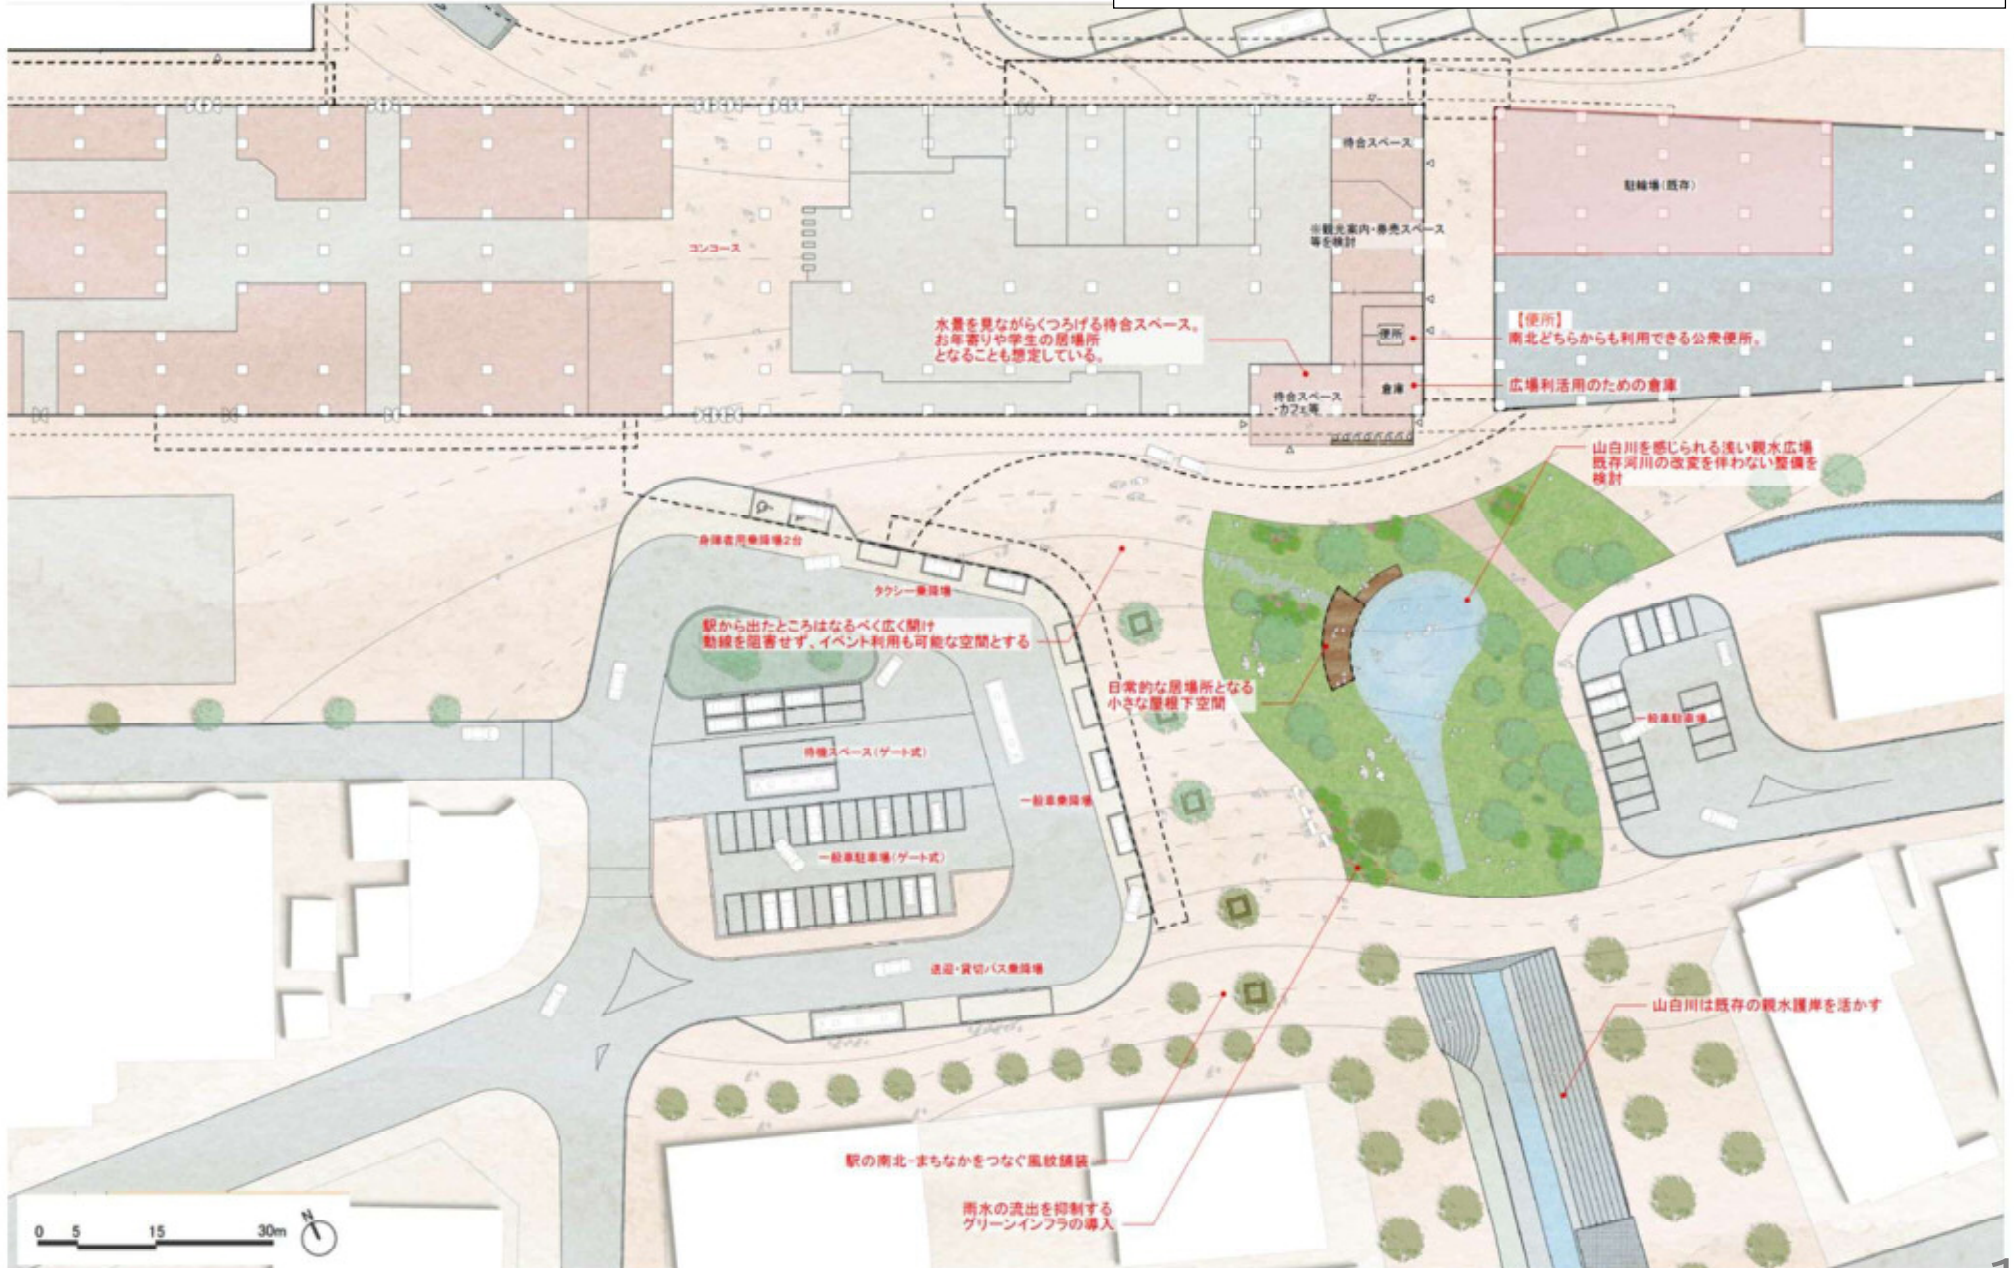 待合スペース
駐輪場(既存)
※観光案内・券売スペース
等を検討
コンコース
水景を見ながらくつろげる待合スペース。
お年寄りや学生の居場所
となることも想定している。
便所
【便所】
南北どちらからも利用できる公衆便所。
倉庫
広場利活用のための倉庫
待合スペース
・カフェ等
山白川を感じられる浅い親水広場
既存河川の改変を伴わない整備を
検討
身障者用乗降場2台
タクシー乗降場
駅から出たところはなるべく広く開け
動線を阻害せず、イベント利用も可能な空間とする
日常的な居場所となる
小さな屋根下空間
一般車駐車場
待機スペース(ゲート式)
一般車乗降場
一般車駐車場(ゲート式)
送迎・貸切バス乗降場
山白川は既存の親水護岸を活かす
駅の南北-まちなかをつなぐ風紋舗装
雨水の流出を抑制する
グリーンインフラの導入
0 5 15 30m
N